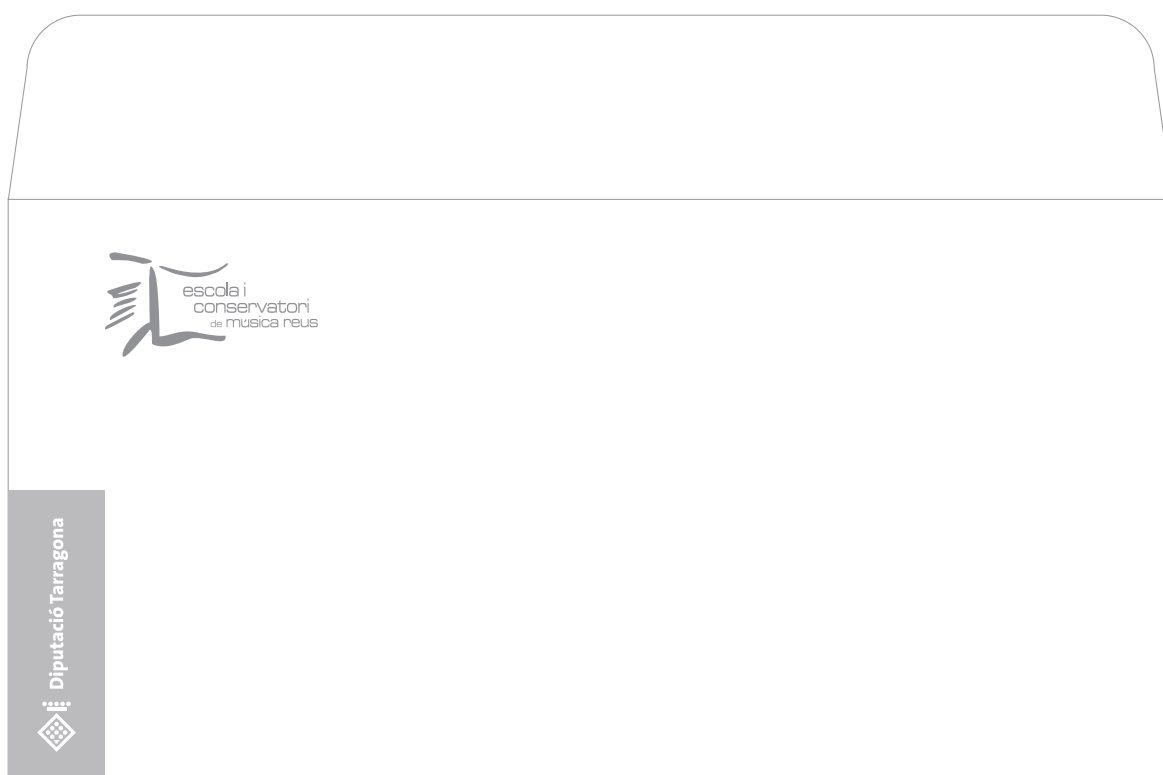 escola i
conservatori
de música reus
Diputació Tarragona